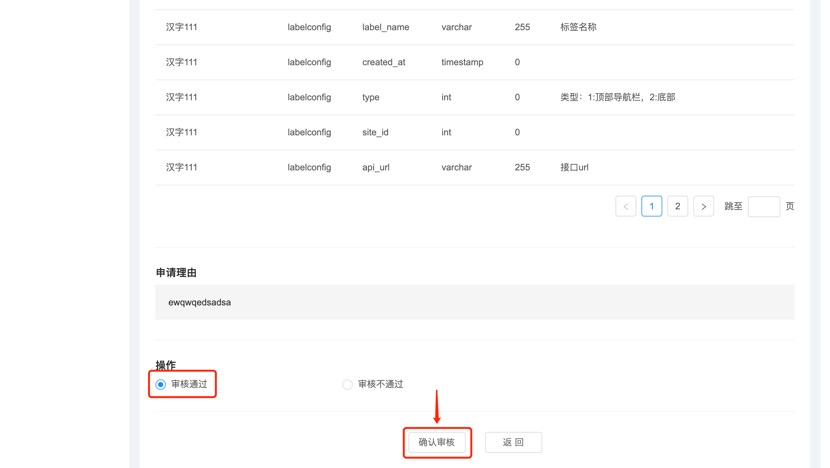 汉字111 labelconfig label_name varchar 255 标签名称
汉字111 labelconfig created_at timestamp 0
汉字111 labelconfig type int 0 类型：1:顶部导航栏，2:底部
汉字111 labelconfig site_id int 0
汉字111 labelconfig api_url varchar 255 接口url
< 1 2 > 跳至 页
申请理由
ewqwqedsadsa
操作
审核通过 审核不通过
确认审核 返 回